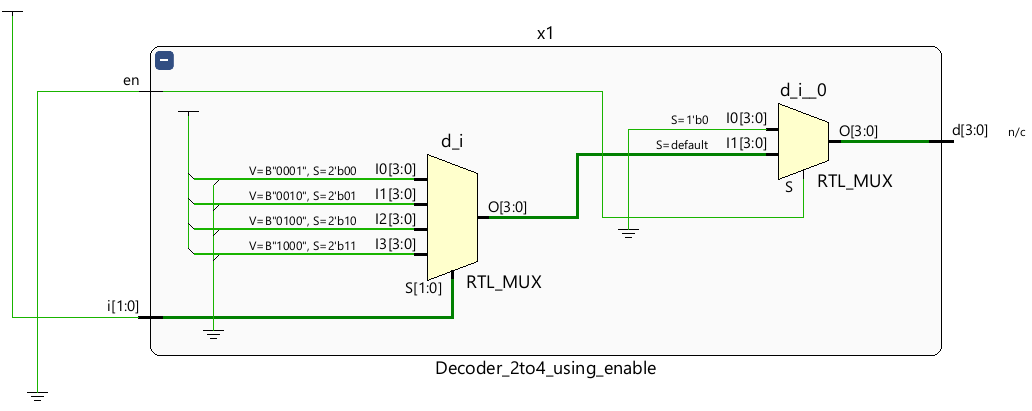 x1
en
d_i__0
S=1'b0 I0[3:0]
S=default I1[3:0]
O[3:0]
d[3:0] n/c
S
RTL_MUX
d_i
V=B"0001", S=2'b00 I0[3:0]
V=B"0010", S=2'b01 I1[3:0]
V=B"0100", S=2'b10 I2[3:0]
V=B"1000", S=2'b11 I3[3:0]
O[3:0]
S[1:0]
RTL_MUX
i[1:0]
Decoder_2to4_using_enable